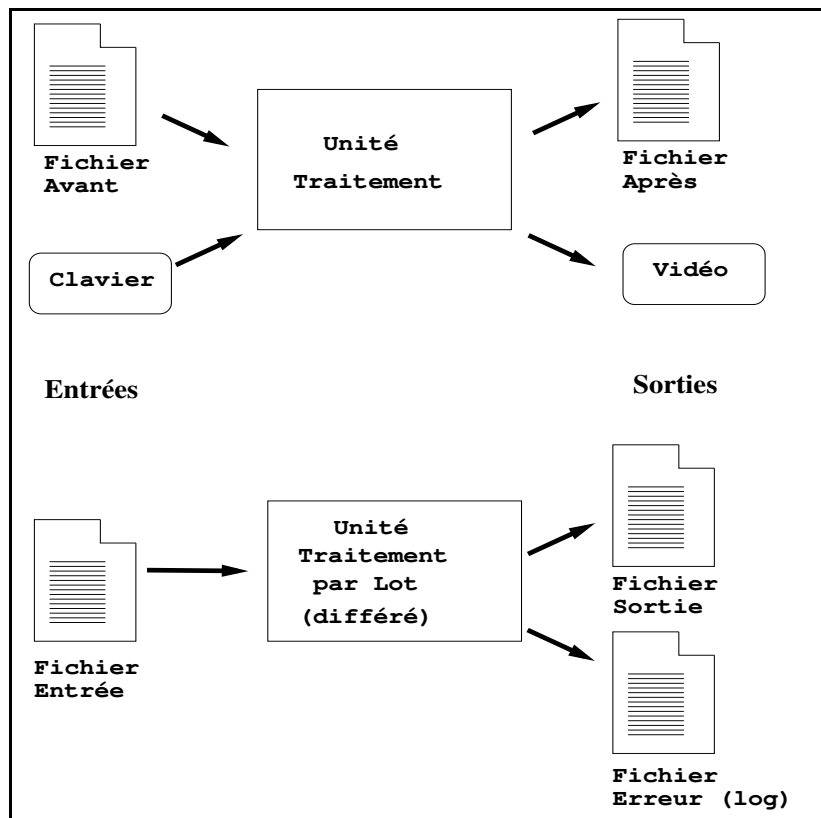 Unité
Traitement
Fichier
Avant
Fichier
Après
Clavier
Vidéo
Entrées
Sorties
Unité
Traitement
par Lot
(différé)
Fichier
Entrée
Fichier
Sortie
Fichier
Erreur (log)